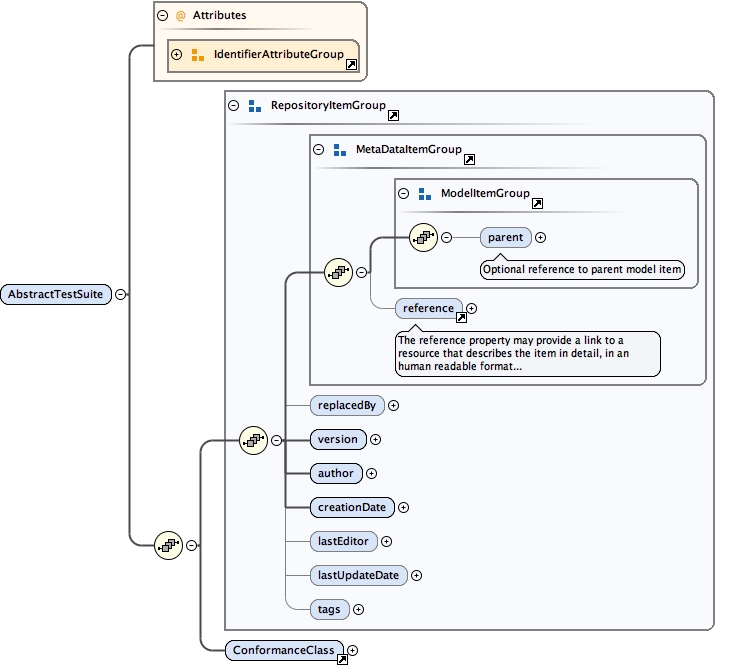 @ Attributes
IdentifierAttributeGroup
RepositoryItemGroup
MetaDataItemGroup
ModelItemGroup
parent
Optional reference to parent model item
AbstractTestSuite
reference
The reference property may provide a link to a
resource that describes the item in detail, in an
human readable format...
replacedBy
version
author
creationDate
lastEditor
lastUpdateDate
tags
ConformanceClass